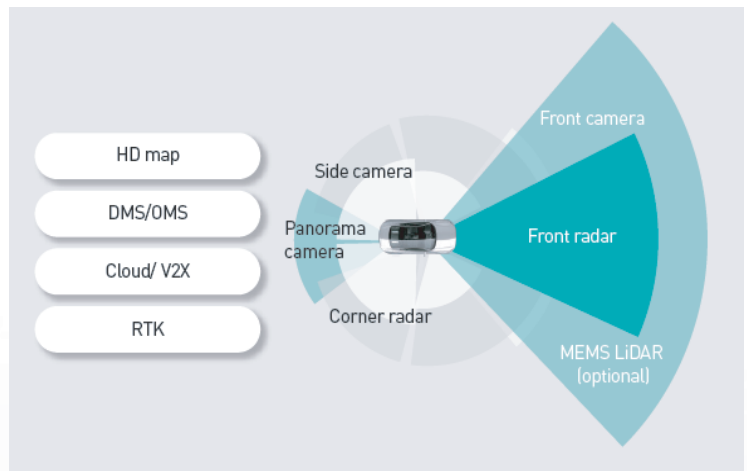 HD map
DMS/OMS
Cloud/ V2X
RTK
Side camera
Panorama
camera
Corner radar
Front camera
Front radar
MEMS LiDAR
(optional)